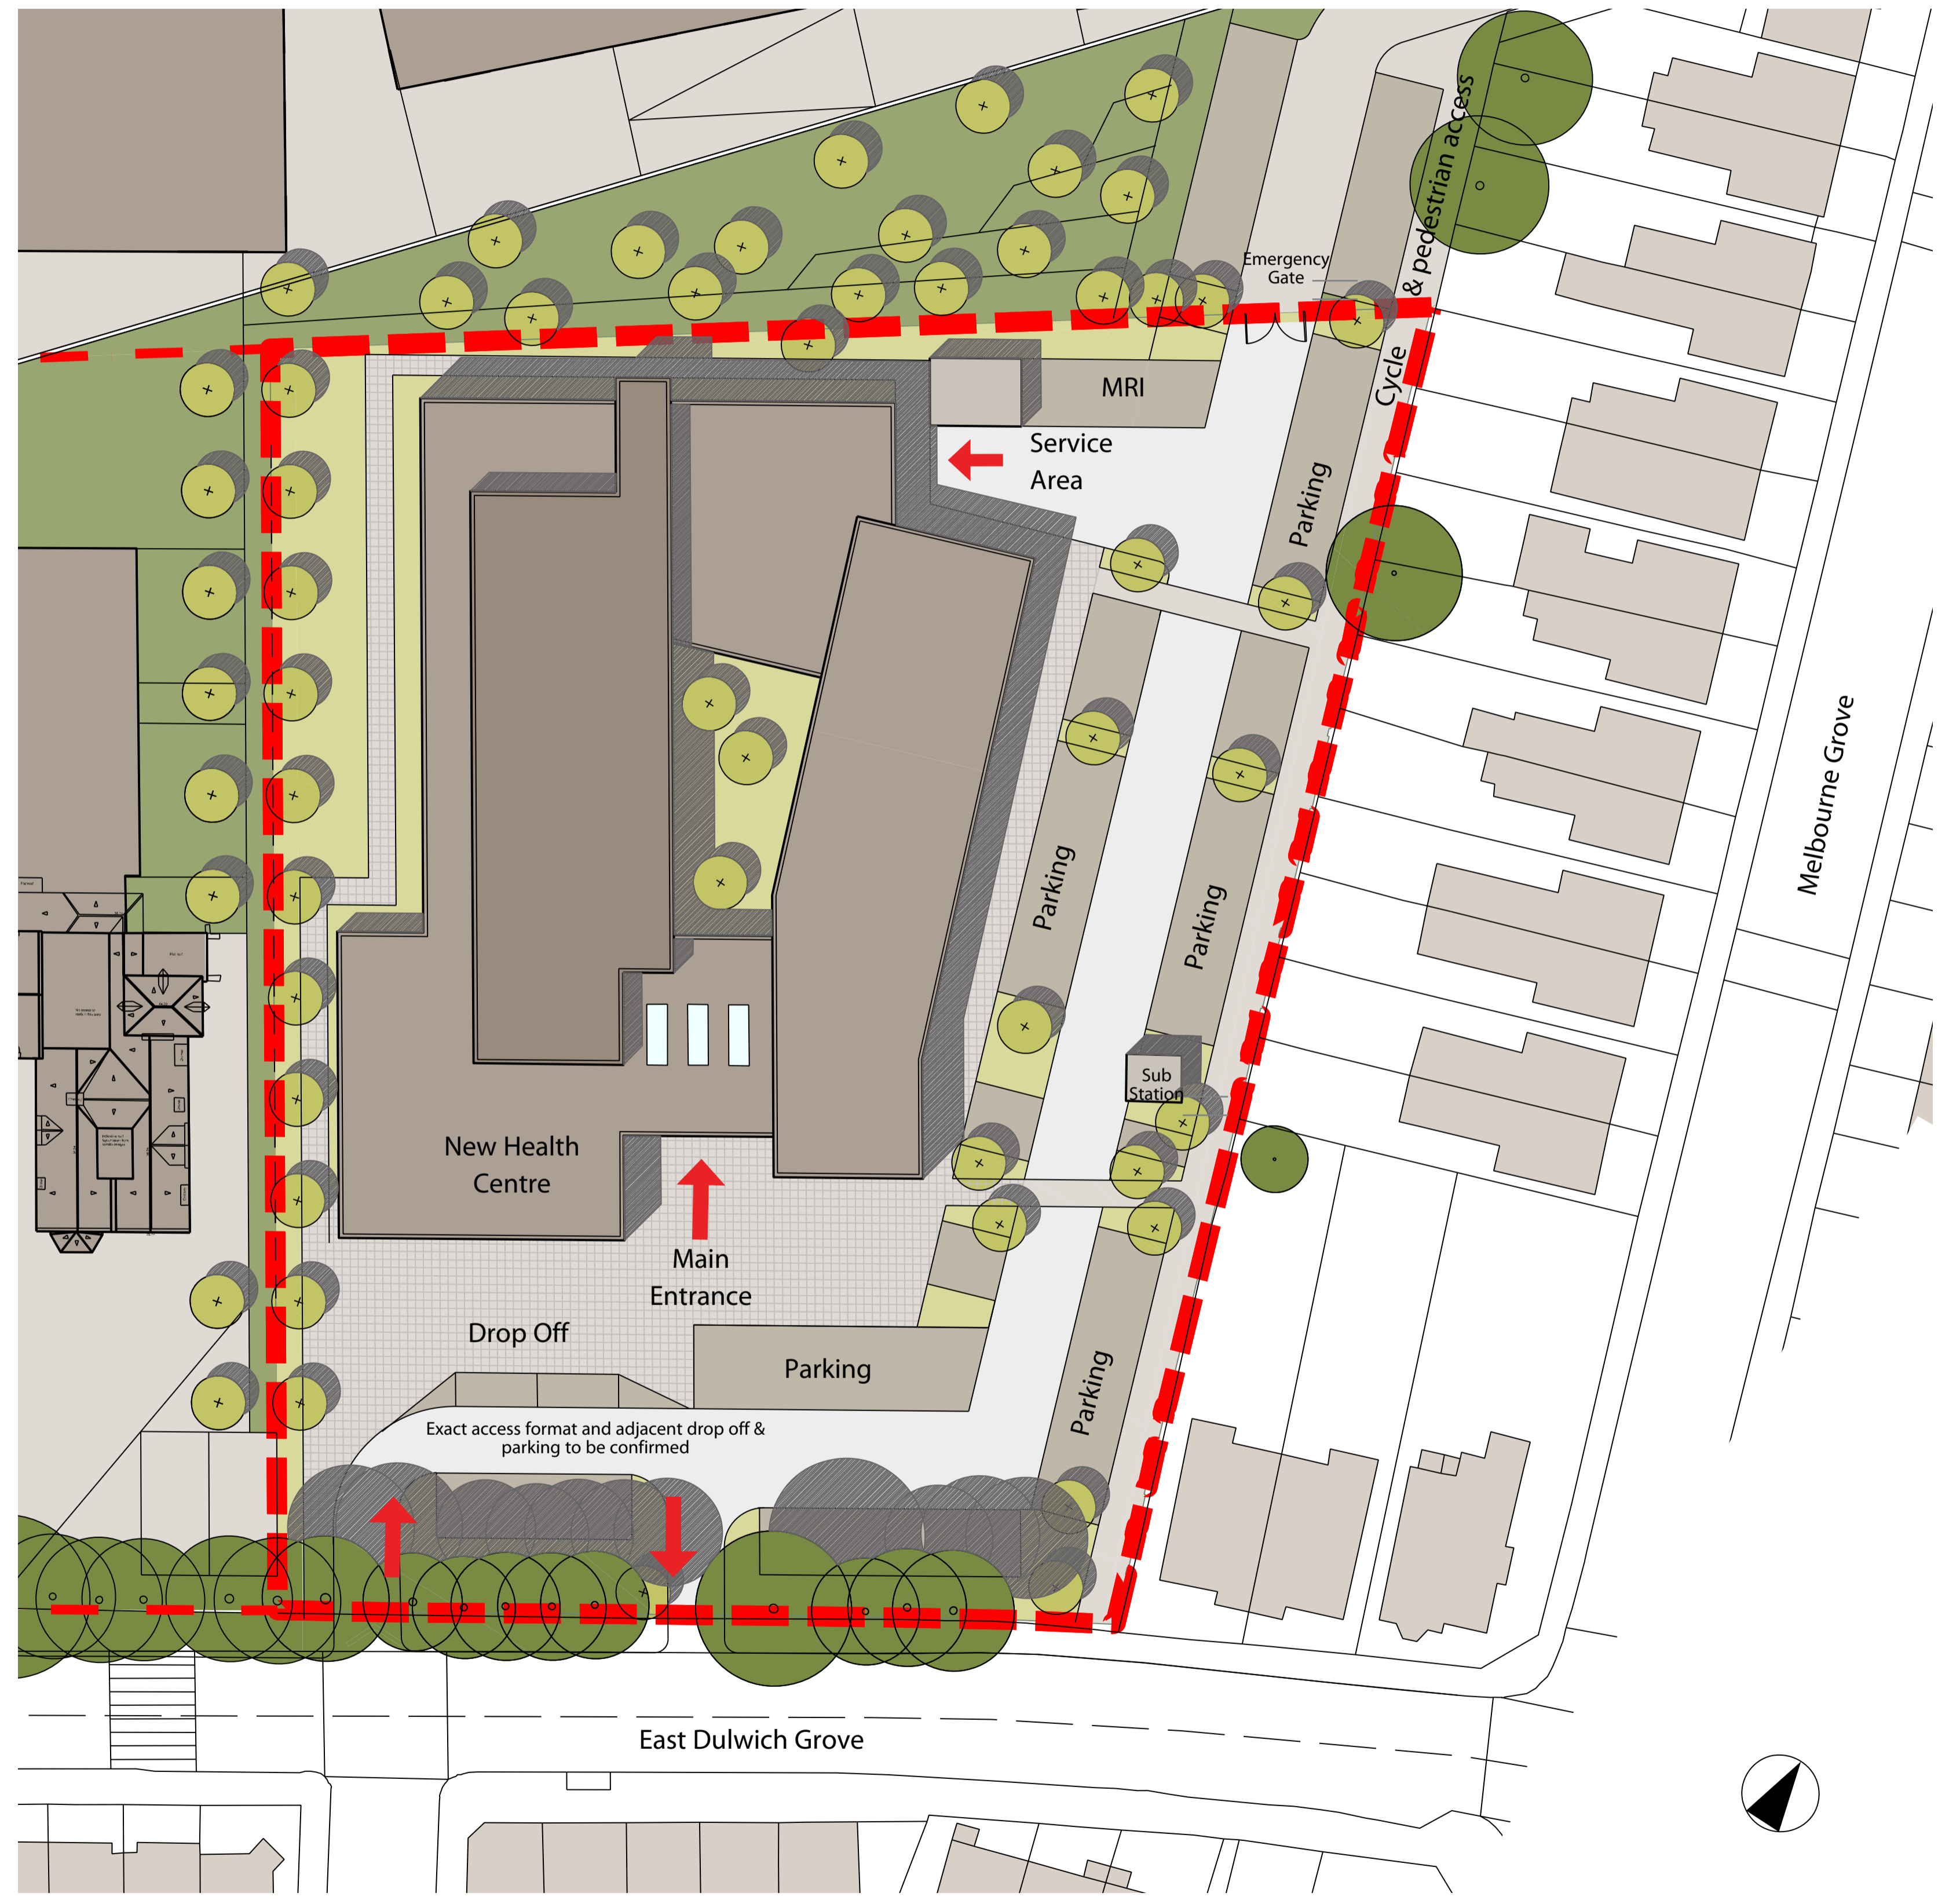 Cycle & pedestrian access
Emergency
Gate
MRI
Service
Area
Parking
Melbourne Grove
Parking
Parking
Sub
Station
New Health
Centre
Main
Entrance
Drop Off
Parking
Parking
Exact access format and adjacent drop off &
parking to be confirmed
East Dulwich Grove